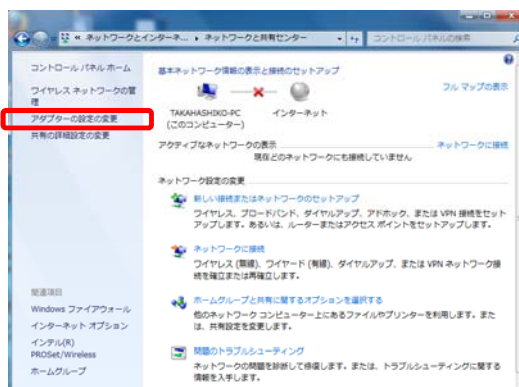 « ネットワークとインターネ... ▸ ネットワークと共有センター
コントロール パネルの検索
コントロール パネル ホーム
ワイヤレス ネットワークの管
理
アダプターの設定の変更
共有の詳細設定の変更
基本ネットワーク情報の表示と接続のセットアップ
フル マップの表示
TAKAHASHIKO-PC
(このコンピューター)
インターネット
アクティブなネットワークの表示
ネットワークに接続
現在どのネットワークにも接続していません
ネットワーク設定の変更
新しい接続またはネットワークのセットアップ
ワイヤレス、ブロードバンド、ダイヤルアップ、アドホック、または VPN 接続をセット
アップします。あるいは、ルーターまたはアクセス ポイントをセットアップします。
ネットワークに接続
ワイヤレス (無線)、ワイヤード (有線)、ダイヤルアップ、または VPN ネットワーク接
続を確立または再確立します。
ホームグループと共有に関するオプションを選択する
他のネットワーク コンピューター上にあるファイルやプリンターを利用します。また
は、共有設定を変更します。
問題のトラブルシューティング
ネットワークの問題を診断して修復します。または、トラブルシューティングに関する
情報を入手します。
関連項目
Windows ファイアウォール
インターネット オプション
インテル(R)
PROSet/Wireless
ホームグループ